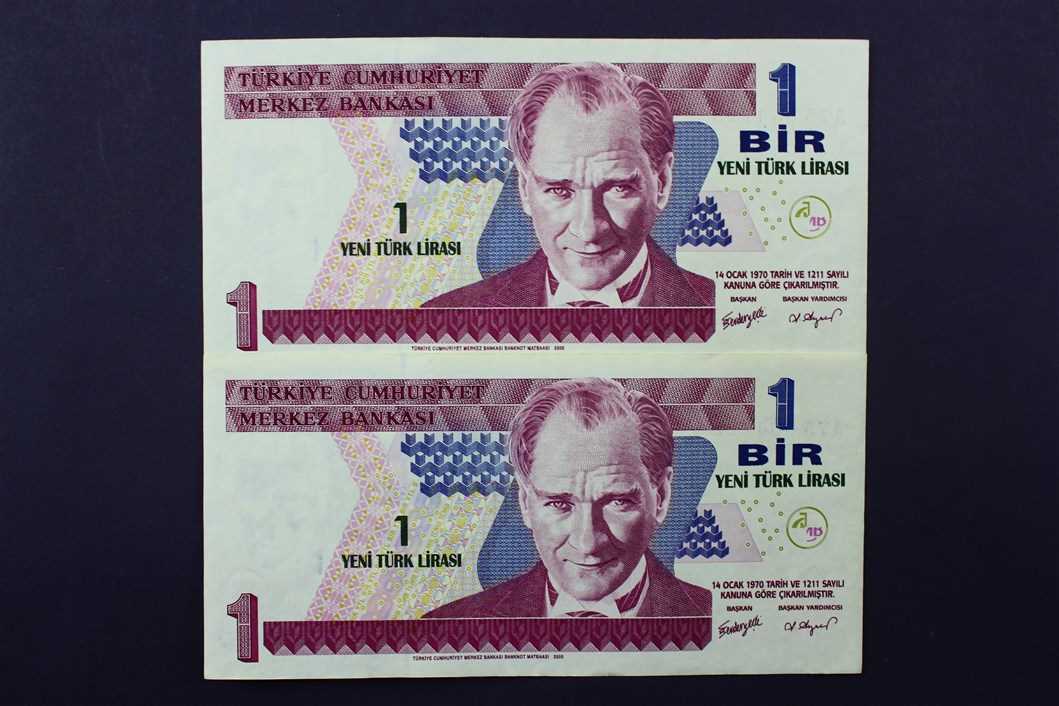 TÜRKİYE CUMHURİYET
MERKEZ BANKASI
1
BİR
YENİ TÜRK LİRASI
1
YENİ TÜRK LİRASI
14 OCAK 1970 TARİH VE 1211 SAYILI
KANUNA GÖRE ÇIKARILMIŞTIR.
BAŞKAN BAŞKAN YARDIMCISI
1
TÜRKİYE CUMHURİYET MERKEZ BANKASI BANKNOT MATBAASI 2005
TÜRKİYE CUMHURİYET
MERKEZ BANKASI
1
BİR
YENİ TÜRK LİRASI
1
YENİ TÜRK LİRASI
14 OCAK 1970 TARİH VE 1211 SAYILI
KANUNA GÖRE ÇIKARILMIŞTIR.
BAŞKAN BAŞKAN YARDIMCISI
1
TÜRKİYE CUMHURİYET MERKEZ BANKASI BANKNOT MATBAASI 2005